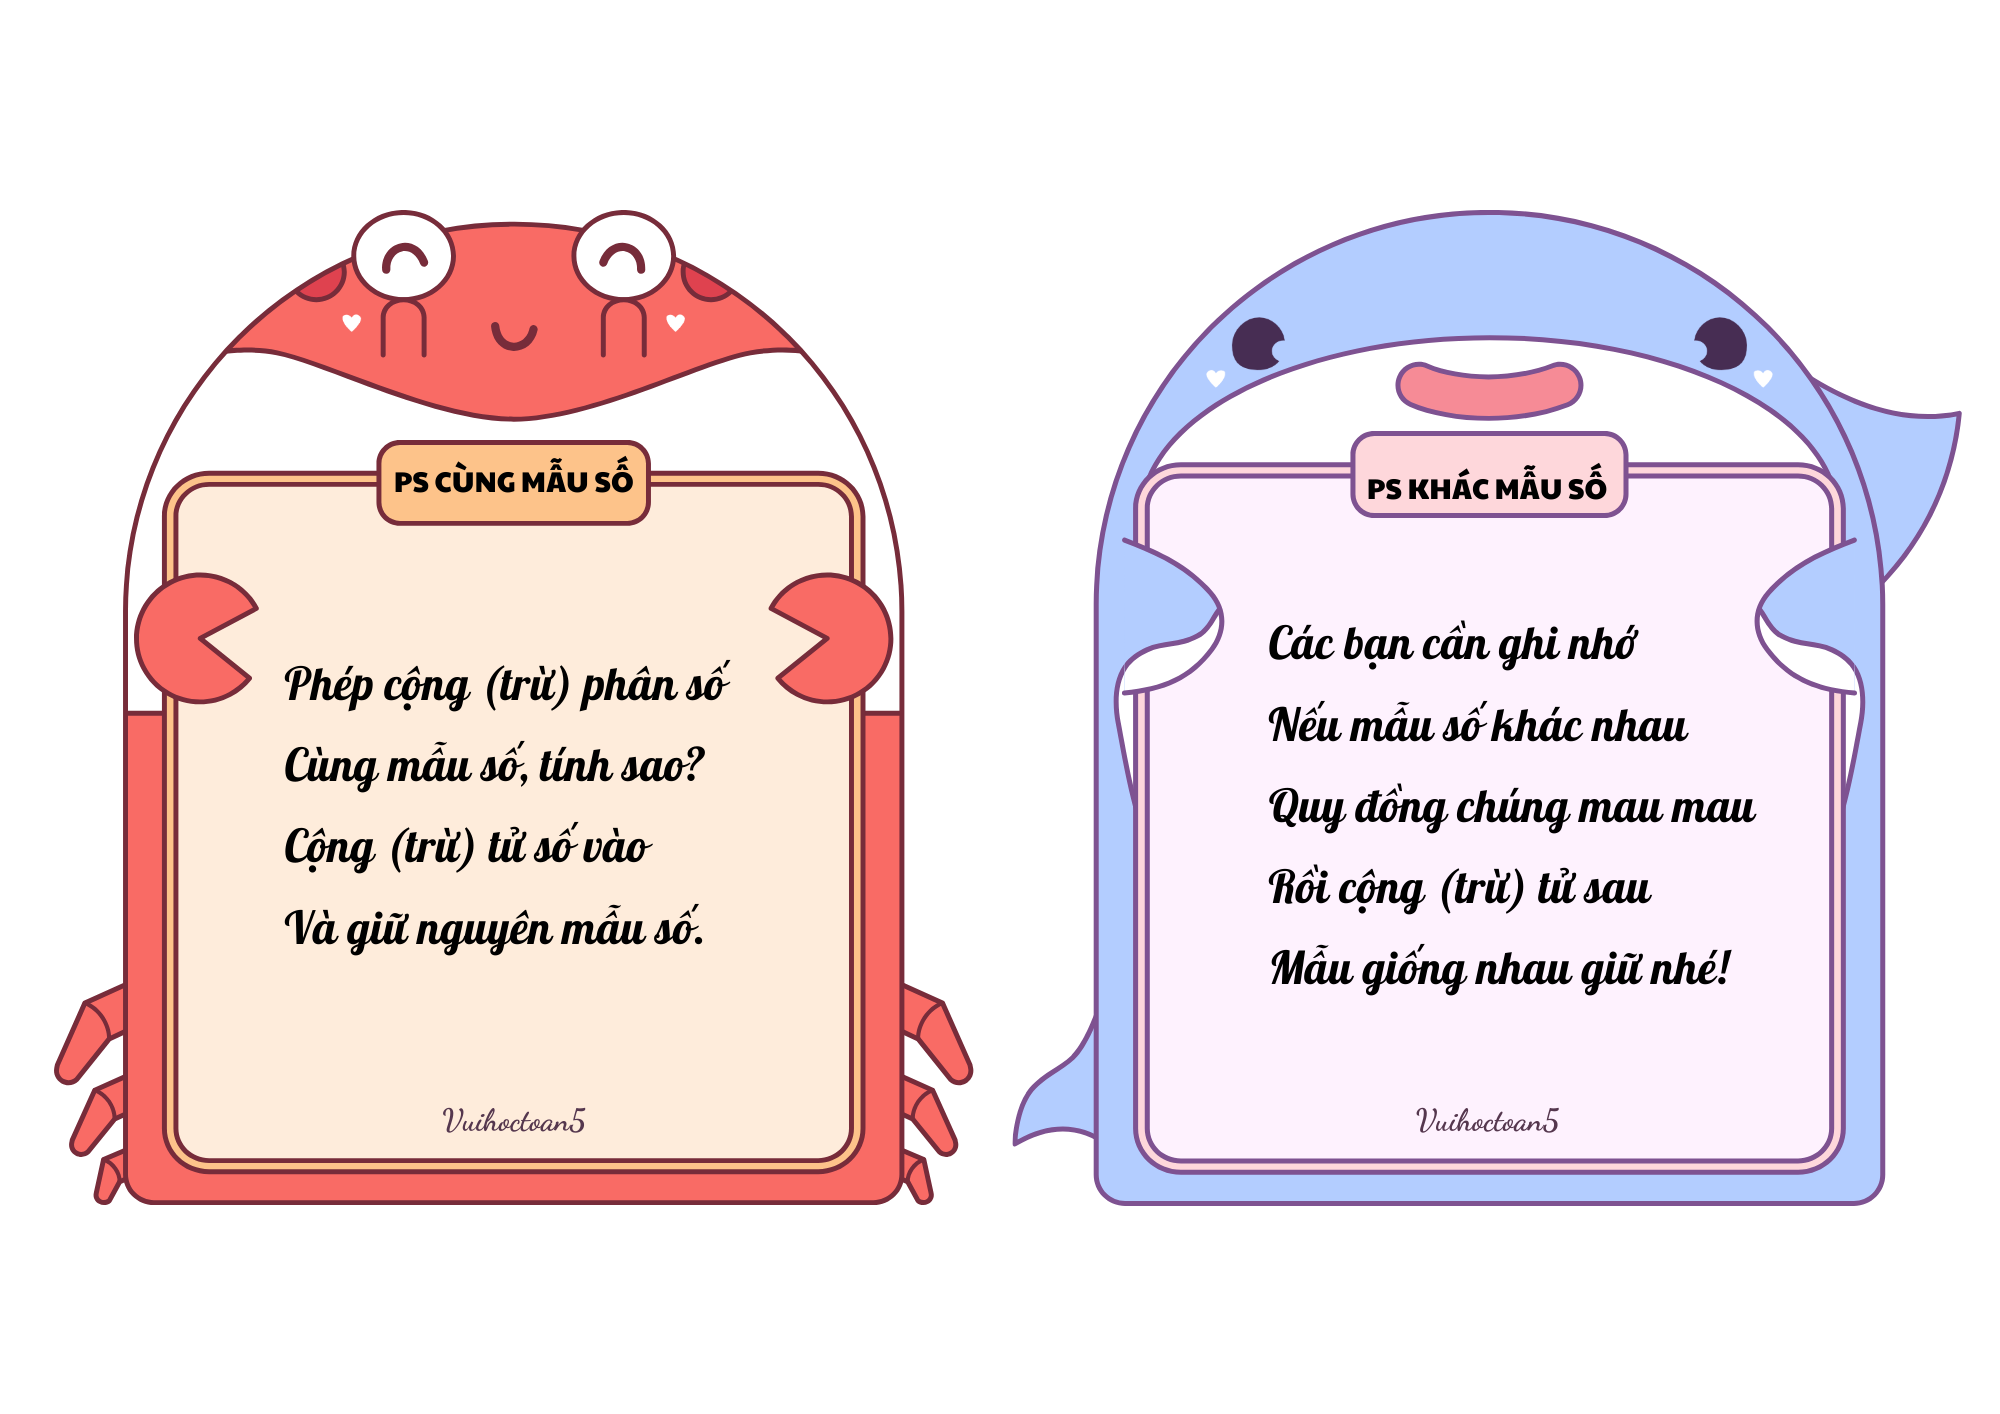 PS CÙNG MẪU SỐ
Phép cộng (trừ) phân số
Cùng mẫu số, tính sao?
Cộng (trừ) tử số vào
Và giữ nguyên mẫu số.
Vuihoctoan5
PS KHÁC MẪU SỐ
Các bạn cần ghi nhớ
Nếu mẫu số khác nhau
Quy đồng chúng mau mau
Rồi cộng (trừ) tử sau
Mẫu giống nhau giữ nhé!
Vuihoctoan5